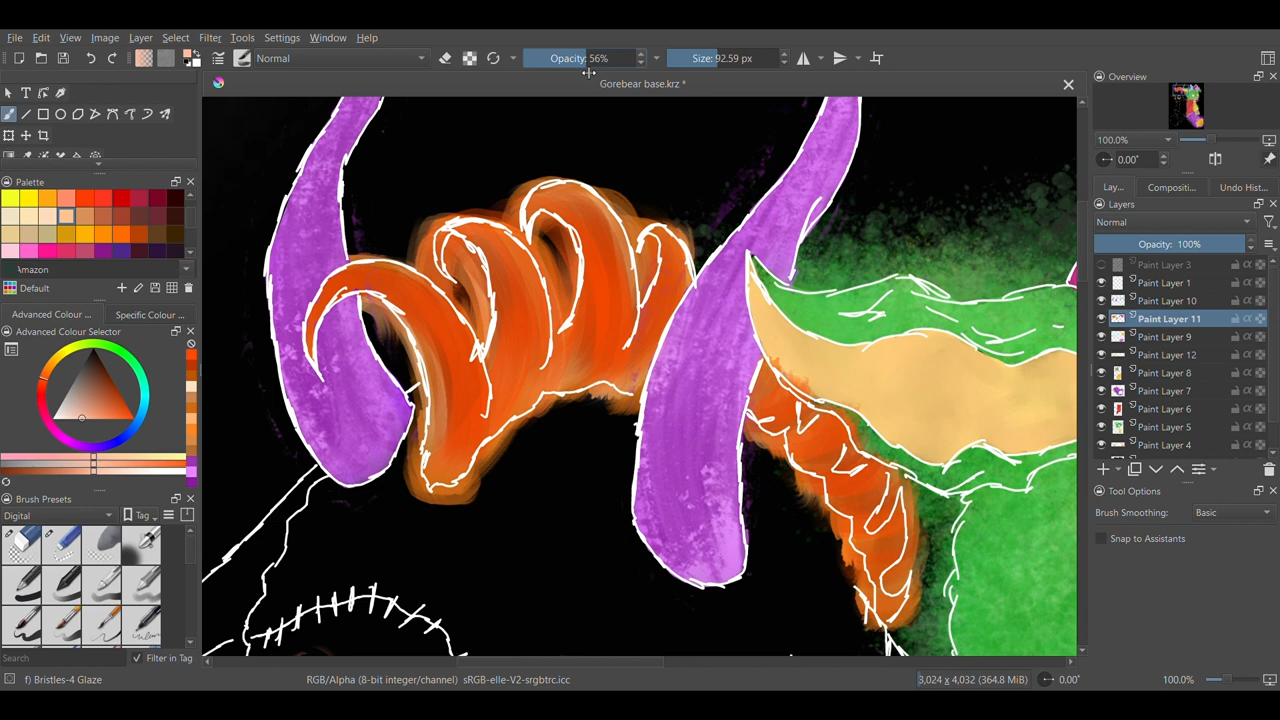 File Edit View Image Layer Select Filter Tools Settings Window Help
Normal Opacity: 56% Size: 92.59 px
Gorebear base.krz *
Overview
100.0%
0.00°
Palette
Lay... Compositi... Undo Hist...
Layers
Normal
Opacity: 100%
Paint Layer 3
Paint Layer 1
Paint Layer 10
Paint Layer 11
Paint Layer 9
Paint Layer 12
Paint Layer 8
Paint Layer 7
Paint Layer 6
Paint Layer 5
Paint Layer 4
Amazon
Default
Advanced Colour ... Specific Colour ...
Advanced Colour Selector
Brush Presets
Digital Tag
Search Filter in Tag
Tool Options
Brush Smoothing: Basic
Snap to Assistants
f) Bristles-4 Glaze RGB/Alpha (8-bit integer/channel) sRGB-elle-V2-srgbtrc.icc 3,024 x 4,032 (364.8 MiB) 0.00° 100.0%